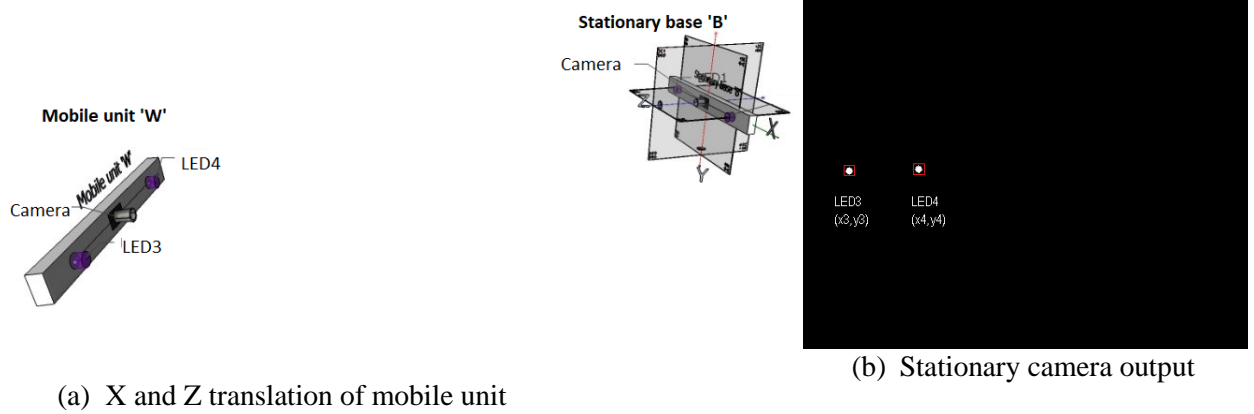 Stationary base 'B'
Camera
LED1
Z
X
Y
Mobile unit 'W'
Mobile unit 'W'
LED4
Camera
LED3
LED3
(x3,y3)
LED4
(x4,y4)
(a) X and Z translation of mobile unit
(b) Stationary camera output